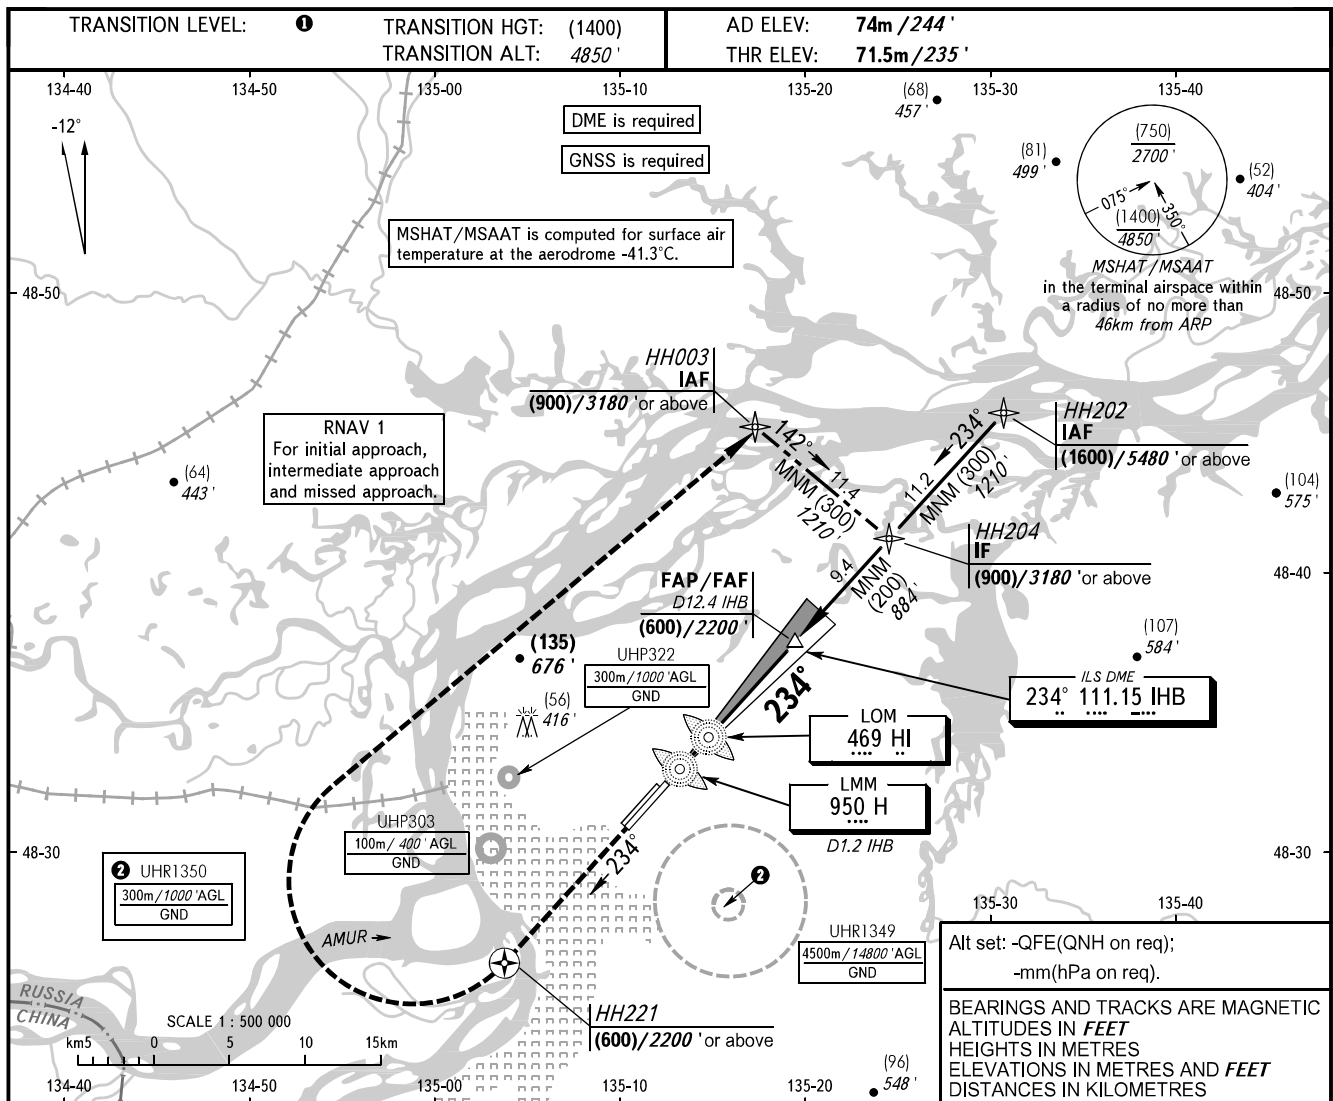 TRANSITION LEVEL: ❶ TRANSITION HGT: (1400)
TRANSITION ALT: 4850 '
AD ELEV: 74m /244 '
THR ELEV: 71.5m/235 '
134-40 134-50 135-00 135-10 135-20 135-30 135-40
-12°
DME is required
GNSS is required
MSHAT/MSAAT is computed for surface air
temperature at the aerodrome -41.3°C.
(68)
457 '
(81)
499 '
(52)
404 '
(750)
2700 '
075°
350°
(1400)
4850 '
MSHAT /MSAAT
in the terminal airspace within
a radius of no more than
46km from ARP
48-50 48-50
HH003
IAF
(900)/3180 'or above
RNAV 1
For initial approach,
intermediate approach
and missed approach.
(64)
443 '
142°
11.4
MNM (300)
1210 '
234°
11.2
MNM (300)
1210 '
HH202
IAF
(1600)/5480 'or above
(104)
575 '
HH204
IF
(900)/3180 'or above
48-40 48-40
9.4
MNM
(200)
884 '
FAP/FAF
D12.4 IHB
(600)/2200 '
(135)
676 '
UHP322
300m/1000 'AGL
GND
(56)
416 '
(107)
584 '
234°
ILS DME
234° 111.15 IHB
LOM
469 HI
LMM
950 H
D1.2 IHB
UHP303
100m/ 400' AGL
GND
234°
48-30 48-30
❷ UHR1350
300m/1000 'AGL
GND
❷
135-30 135-40
AMUR
UHR1349
4500m/14800 'AGL
GND
RUSSIA
CHINA
SCALE 1 : 500 000
km5 0 5 10 15km
HH221
(600)/2200 'or above
(96)
548 '
134-40 134-50 135-00 135-10 135-20
Alt set: -QFE(QNH on req);
-mm(hPa on req).
BEARINGS AND TRACKS ARE MAGNETIC
ALTITUDES IN FEET
HEIGHTS IN METRES
ELEVATIONS IN METRES AND FEET
DISTANCES IN KILOMETRES